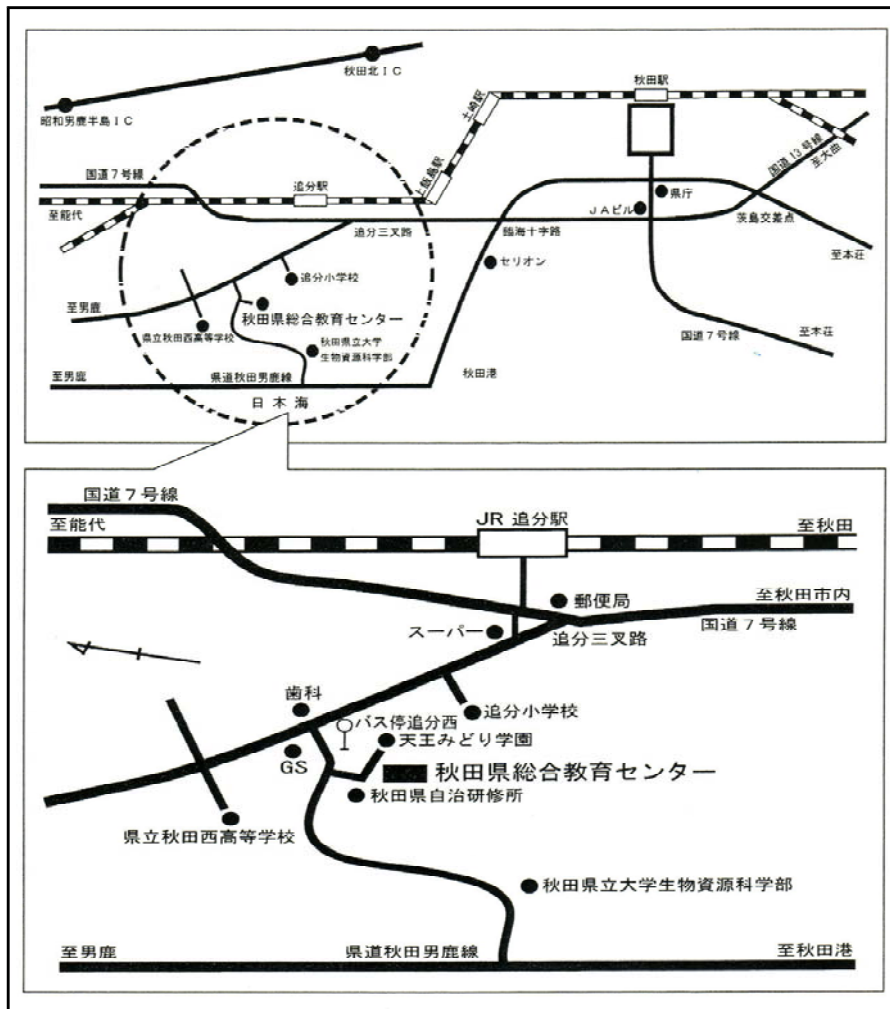 秋田北IC
昭和男鹿半島IC
秋田駅
土崎駅
上飯島駅
国道7号線
追分駅
至能代
国道13号線
至大曲
県庁
JAビル
追分三叉路
臨海十字路
茨島交差点
至本荘
セリオン
追分小学校
至男鹿
秋田県総合教育センター
県立秋田西高等学校
秋田県立大学
生物資源科学部
国道7号線
至本荘
至男鹿
県道秋田男鹿線
秋田港
日本海
国道7号線
至能代
JR 追分駅
至秋田
郵便局
至秋田市内
スーパー
追分三叉路
国道7号線
歯科
バス停追分西
追分小学校
天王みどり学園
GS
秋田県総合教育センター
秋田県自治研修所
県立秋田西高等学校
秋田県立大学生物資源科学部
至男鹿
県道秋田男鹿線
至秋田港